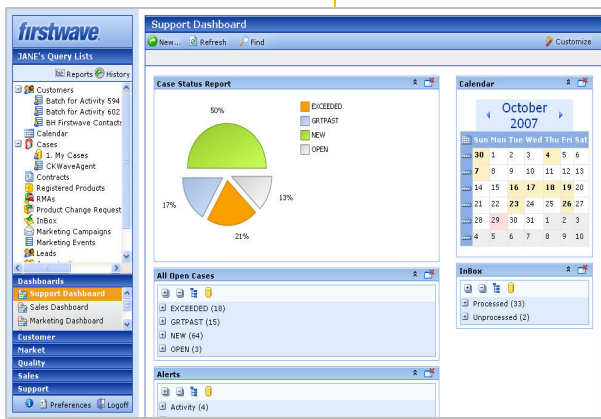 firstwave.
JANE's Query Lists
Reports History
Customers
Batch for Activity 594
Batch for Activity 602
BH Firstwave Contacts
Calendar
Cases
1. My Cases
CKWaveAgent
Contracts
Registered Products
RMAs
Product Change Request
InBox
Marketing Campaigns
Marketing Events
Leads
Dashboards
Support Dashboard
Sales Dashboard
Marketing Dashboard
Customer
Market
Quality
Sales
Support
Preferences Logoff
Support Dashboard
New... Refresh Find Customize
Case Status Report
50%
17%
21%
13%
EXCEEDED
GRTPAST
NEW
OPEN
All Open Cases
EXCEEDED (18)
GRTPAST (15)
NEW (64)
OPEN (3)
Alerts
Activity (4)
Calendar
October
2007
Sun Mon Tue Wed Thu Fri Sat
30 1 2 3 4 5 6
7 8 9 10 11 12 13
14 15 16 17 18 19 20
21 22 23 24 25 26 27
28 29 30 31 1 2 3
4 5 6 7 8 9 10
InBox
Processed (33)
Unprocessed (2)